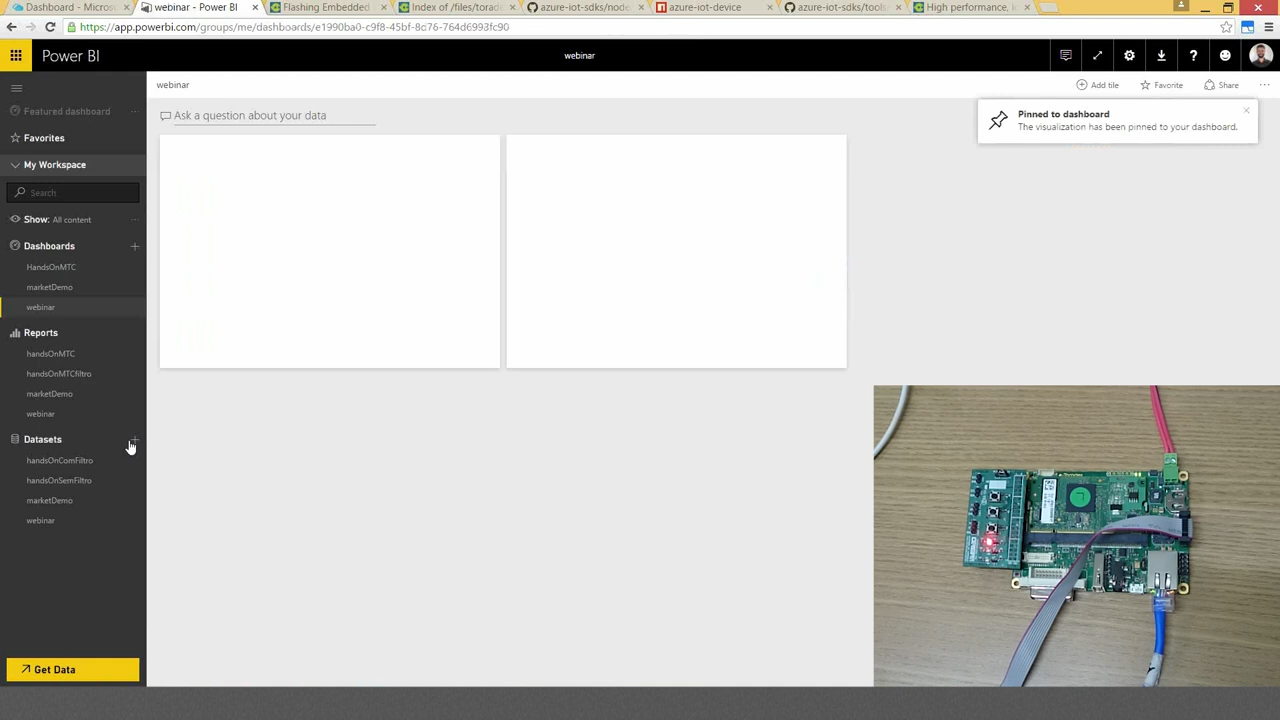 Dashboard - Microso
webinar - Power BI
Flashing Embedded
Index of /files/torade
azure-iot-sdks/node
azure-iot-device
azure-iot-sdks/tools
High performance, l
https://app.powerbi.com/groups/me/dashboards/e1990ba0-c9f8-45bf-8d76-764d6993fc90
Power BI
webinar
webinar
Add tile
Favorite
Share
Featured dashboard
Ask a question about your data
Pinned to dashboard
The visualization has been pinned to your dashboard.
Favorites
My Workspace
Search
Show: All content
Dashboards
HandsOnMTC
marketDemo
webinar
Reports
handsOnMTC
handsOnMTCfiltro
marketDemo
webinar
Datasets
handsOnComFiltro
handsOnSemFiltro
marketDemo
webinar
Get Data